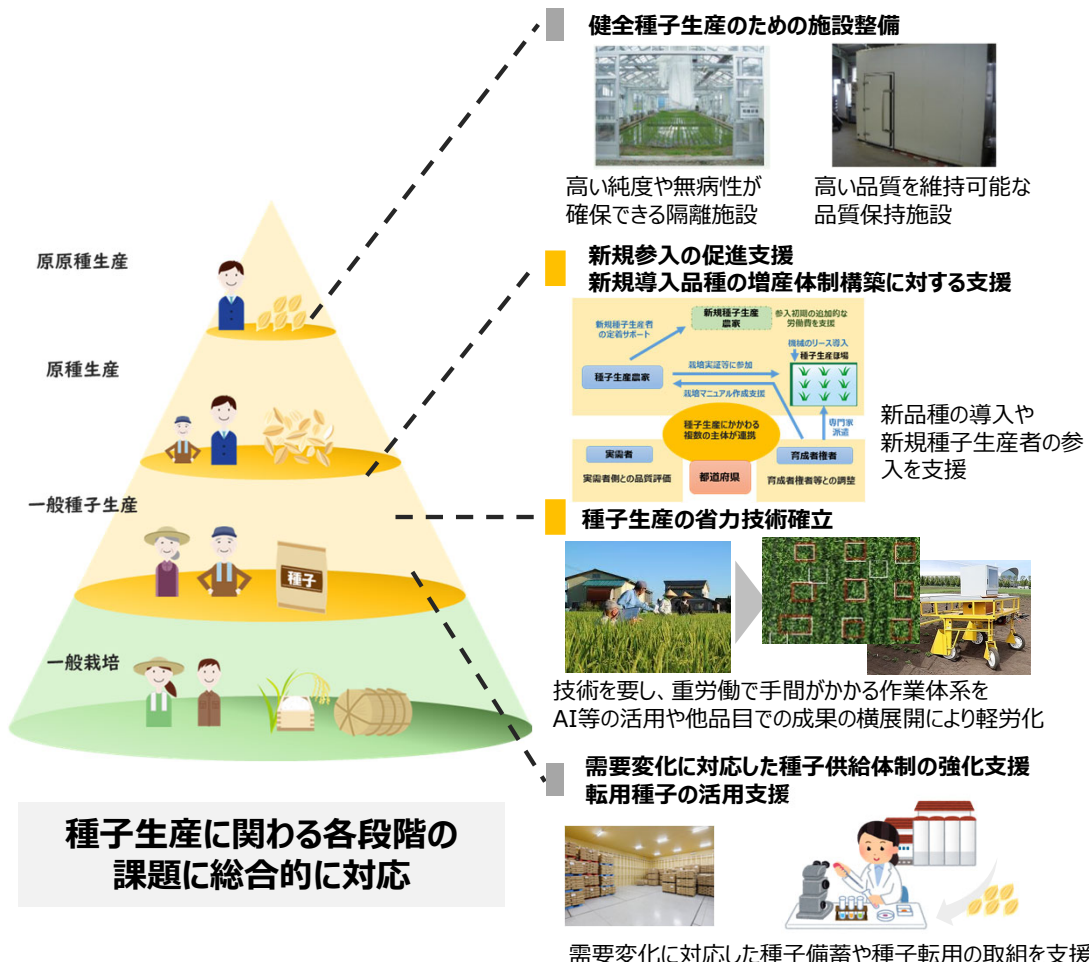 健全種子生産のための施設整備
高い純度や無病性が
確保できる隔離施設
高い品質を維持可能な
品質保持施設
原原種生産
原種生産
一般種子生産
種子
一般栽培
種子生産に関わる各段階の
課題に総合的に対応
新規参入の促進支援
新規導入品種の増産体制構築に対する支援
新規種子生産者
の定着サポート
新規種子生産
農家
参入初期の追加的な
労働費を支援
機械のリース導入
種子生産ほ場
種子生産農家
栽培実証等に参加
栽培マニュアル作成支援
種子生産にかかわる
複数の主体が連携
専門家
派遣
実需者
都道府県
育成者権者
実需者側との品質評価
育成者権者等との調整
新品種の導入や
新規種子生産者の参
入を支援
種子生産の省力技術確立
技術を要し、重労働で手間がかかる作業体系を
AI等の活用や他品目での成果の横展開により軽労化
需要変化に対応した種子供給体制の強化支援
転用種子の活用支援
需要変化に対応した種子備蓄や種子転用の取組を支援